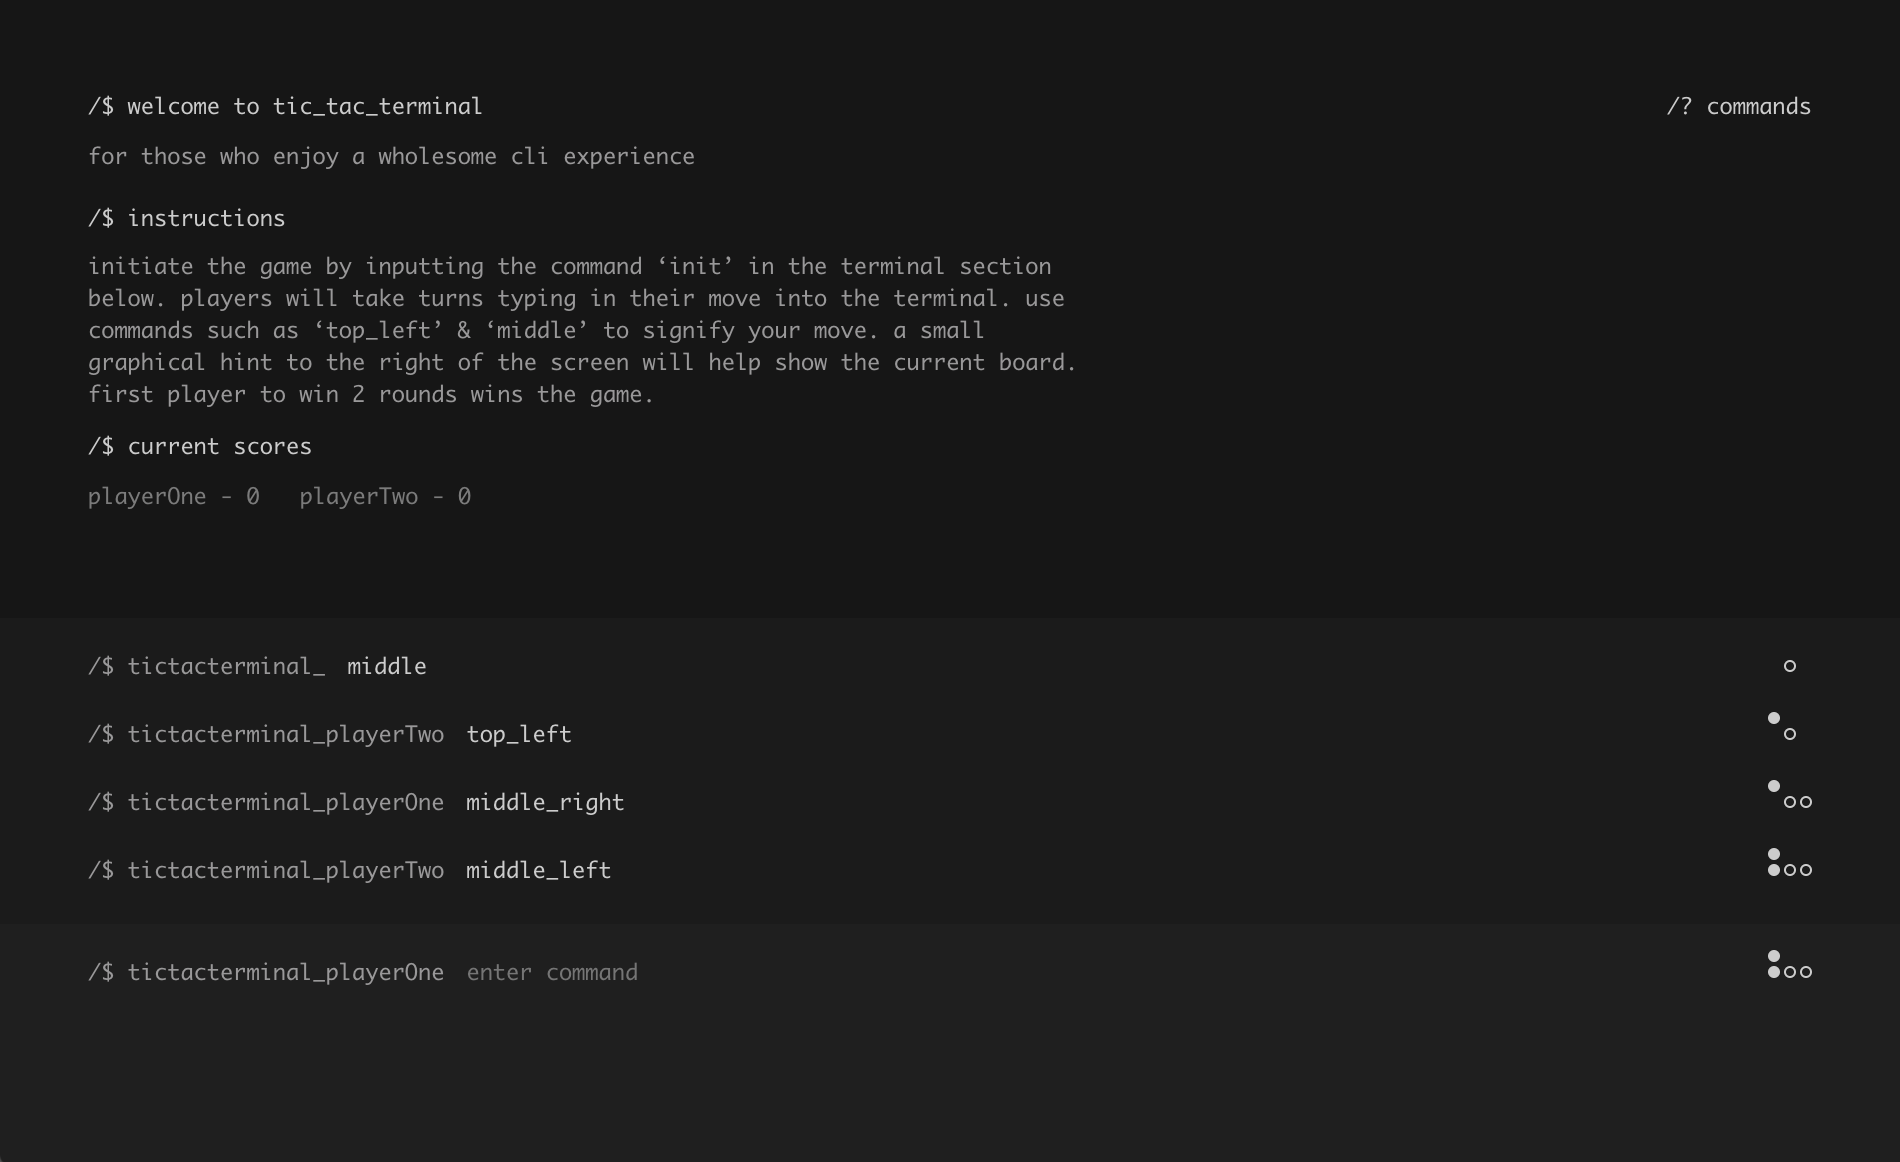 /$ welcome to tic_tac_terminal
/? commands
for those who enjoy a wholesome cli experience
/$ instructions
initiate the game by inputting the command ‘init’ in the terminal section
below. players will take turns typing in their move into the terminal. use
commands such as ‘top_left’ & ‘middle’ to signify your move. a small
graphical hint to the right of the screen will help show the current board.
first player to win 2 rounds wins the game.
/$ current scores
playerOne - 0 playerTwo - 0
/$ tictacterminal_ middle
/$ tictacterminal_playerTwo top_left
/$ tictacterminal_playerOne middle_right
/$ tictacterminal_playerTwo middle_left
/$ tictacterminal_playerOne enter command